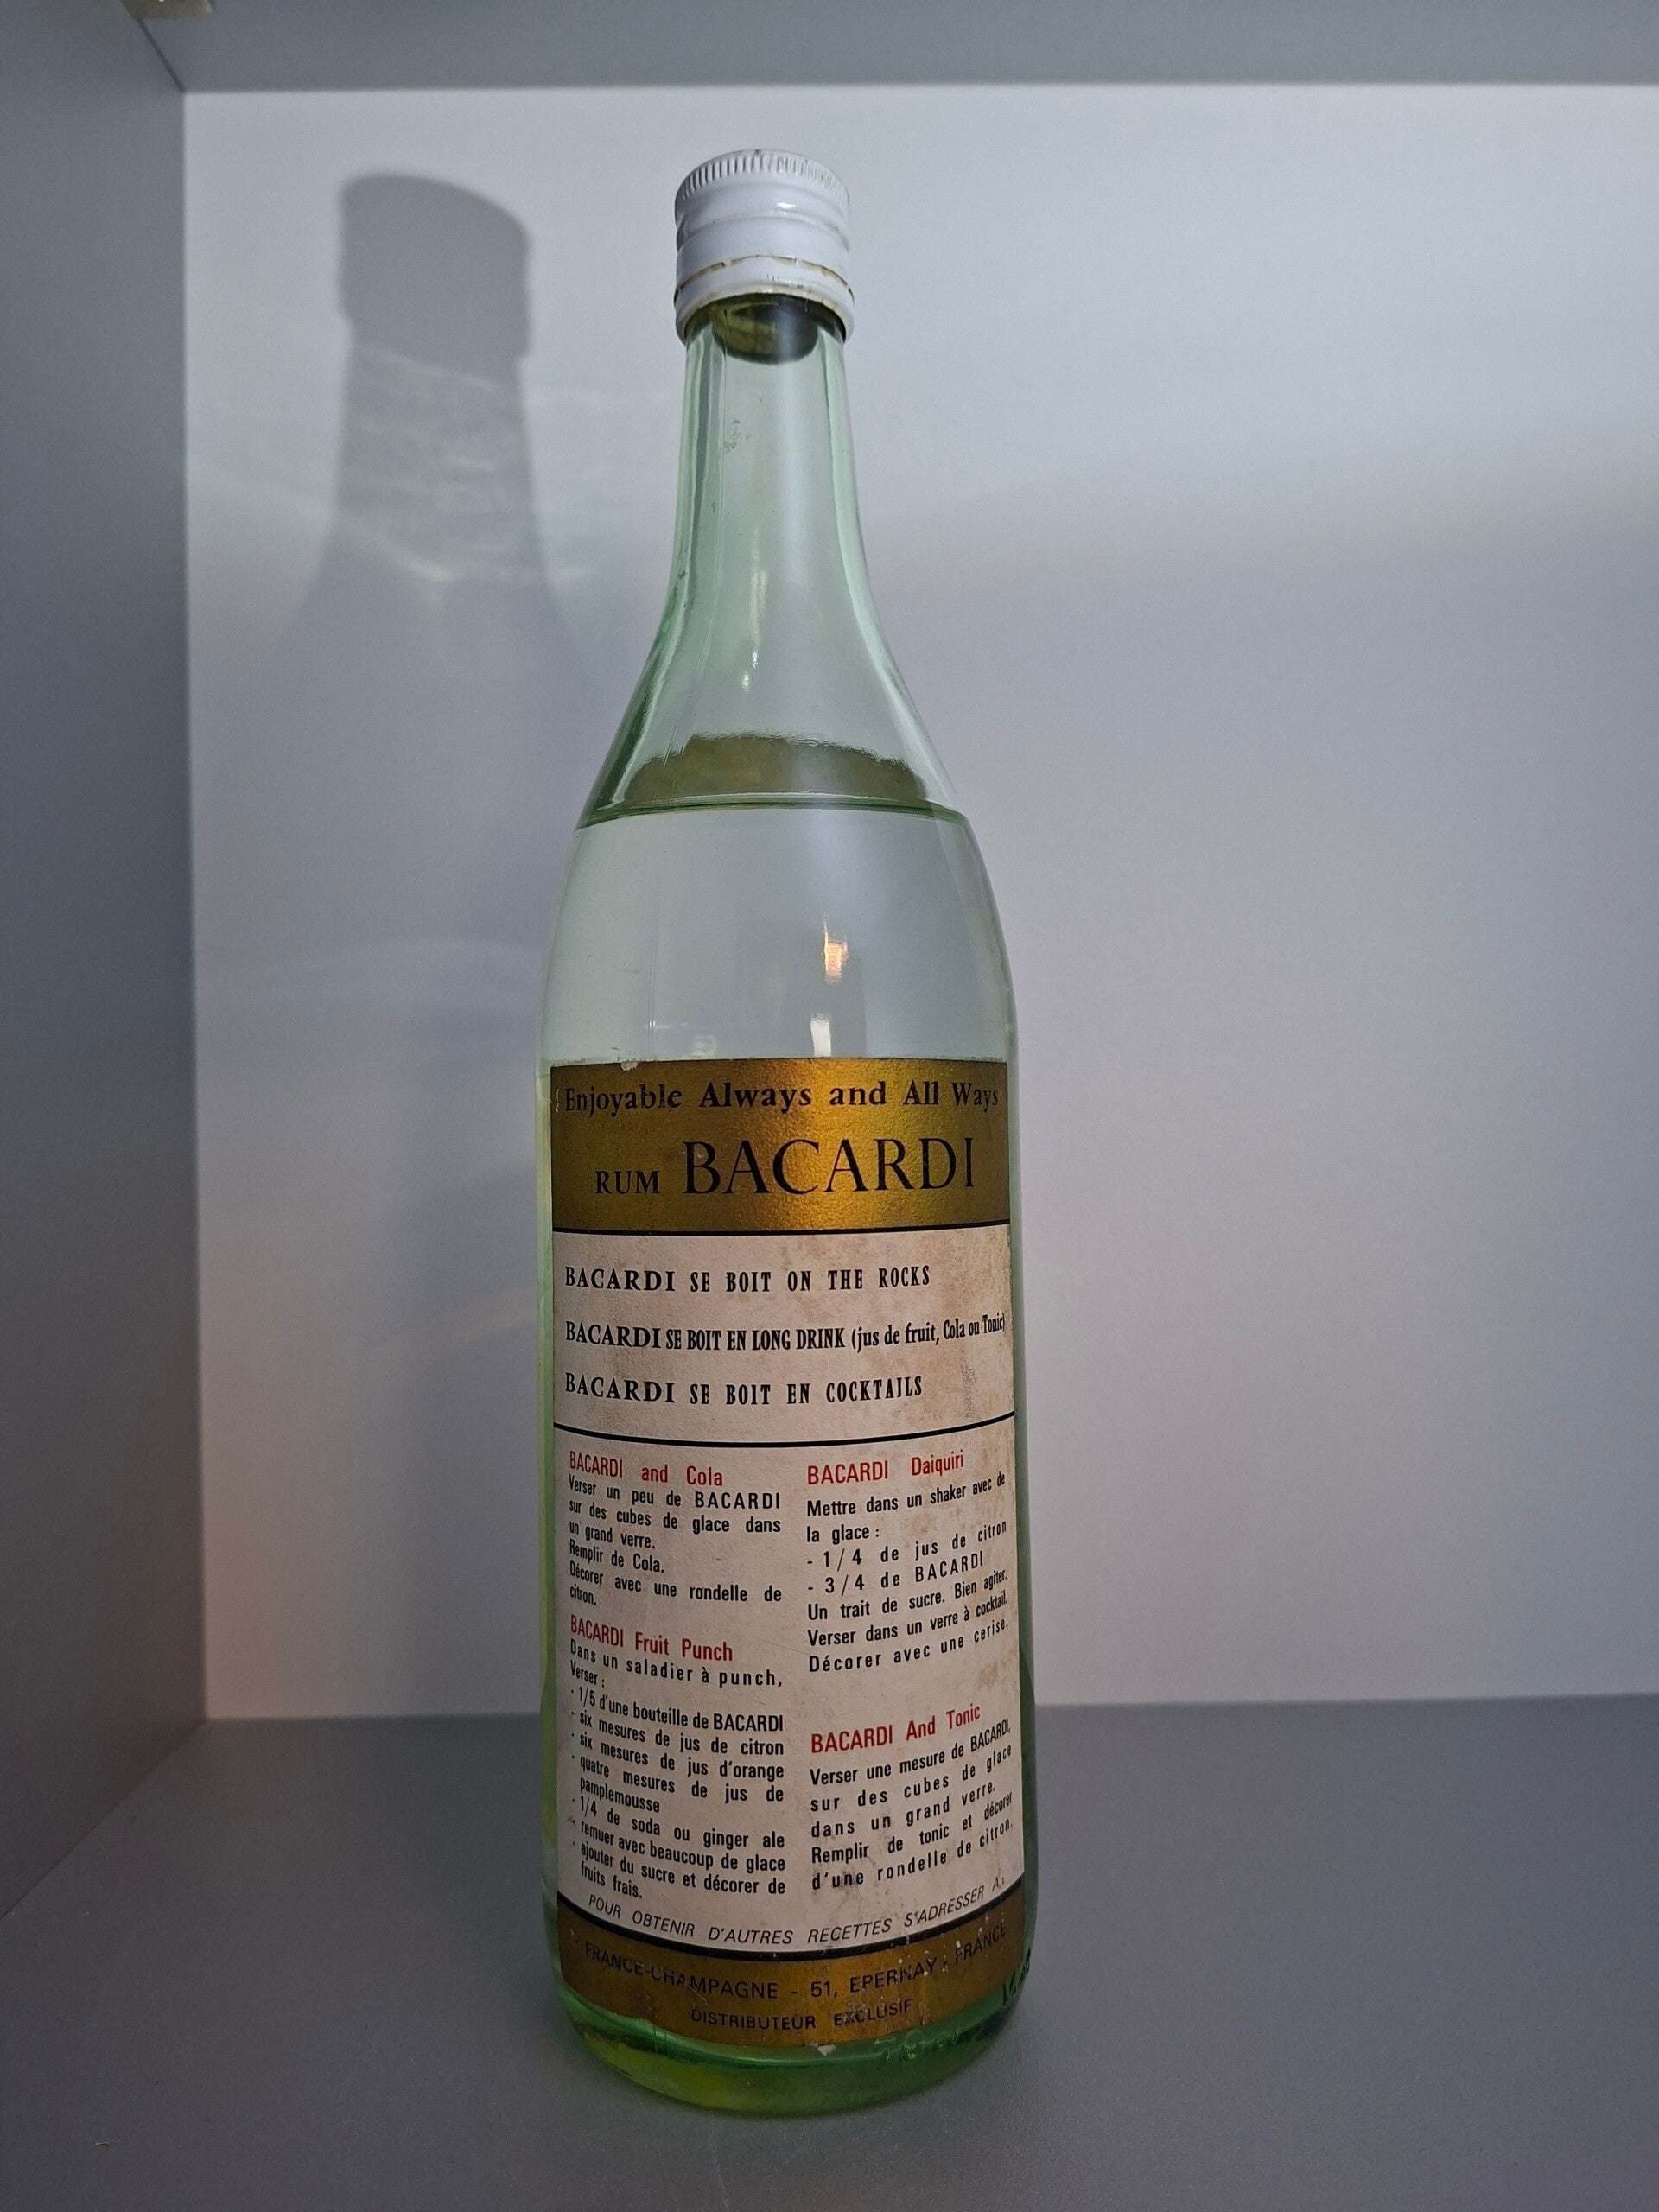 Enjoyable Always and All Ways
RUM BACARDI
BACARDI SE BOIT ON THE ROCKS
BACARDI SE BOIT EN LONG DRINK (jus de fruit, Cola ou Tonic)
BACARDI SE BOIT EN COCKTAILS
BACARDI and Cola
Verser un peu de BACARDI
sur des cubes de glace dans
un grand verre.
Remplir de Cola.
Décorer avec une rondelle de
citron.
BACARDI Fruit Punch
Dans un saladier à punch,
Verser :
- 1/5 d'une bouteille de BACARDI
- six mesures de jus de citron
- six mesures de jus d'orange
- quatre mesures de jus de
pamplemousse
- 1/4 de soda ou ginger ale
- remuer avec beaucoup de glace
- ajouter du sucre et décorer de
fruits frais.
BACARDI Daiquiri
Mettre dans un shaker avec de
la glace :
- 1/4 de jus de citron
- 3/4 de BACARDI
Un trait de sucre. Bien agiter.
Verser dans un verre à cocktail.
Décorer avec une cerise.
BACARDI And Tonic
Verser une mesure de BACARDI,
sur des cubes de glace
dans un grand verre.
Remplir de tonic et décorer
d'une rondelle de citron.
POUR OBTENIR D'AUTRES RECETTES S'ADRESSER A:
FRANCE-CHAMPAGNE - 51, EPERNAY - FRANCE
DISTRIBUTEUR EXCLUSIF